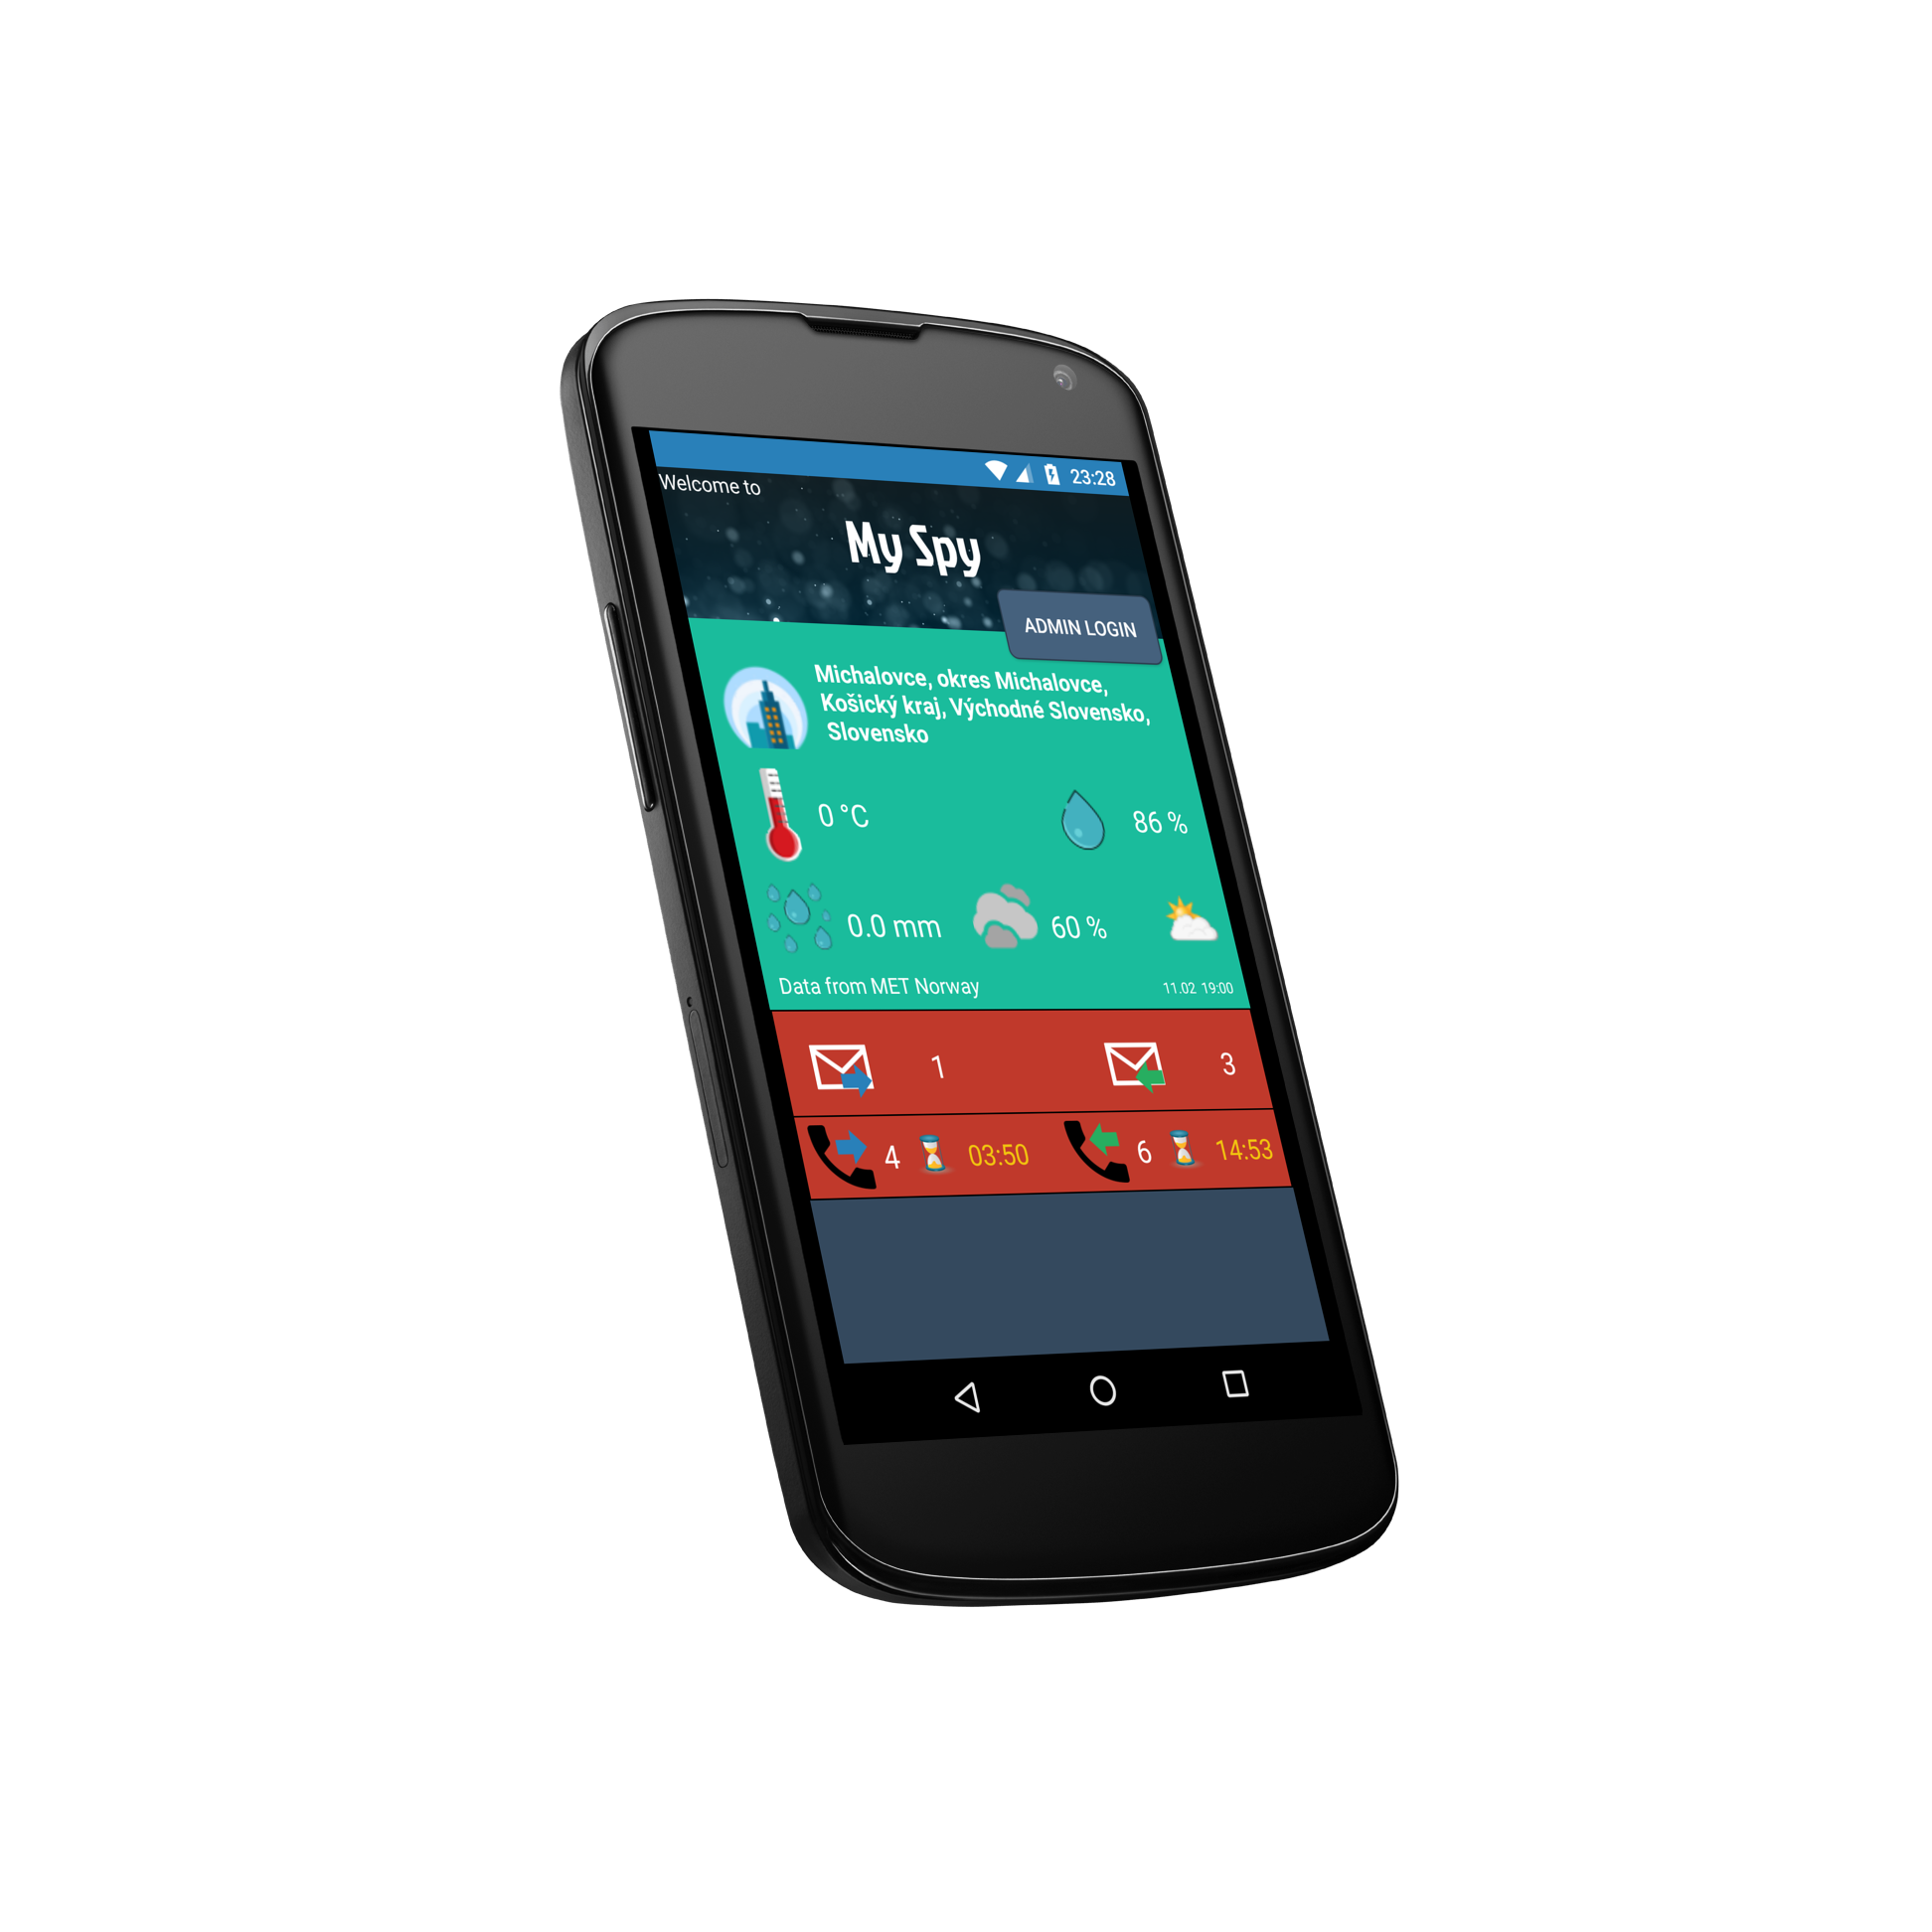 23:28
Welcome to
My Spy
ADMIN LOGIN
Michalovce, okres Michalovce,
Košický kraj, Východné Slovensko,
Slovensko
0 °C
86 %
0.0 mm
60 %
Data from MET Norway
11.02 19:00
1
3
4
03:50
6
14:53